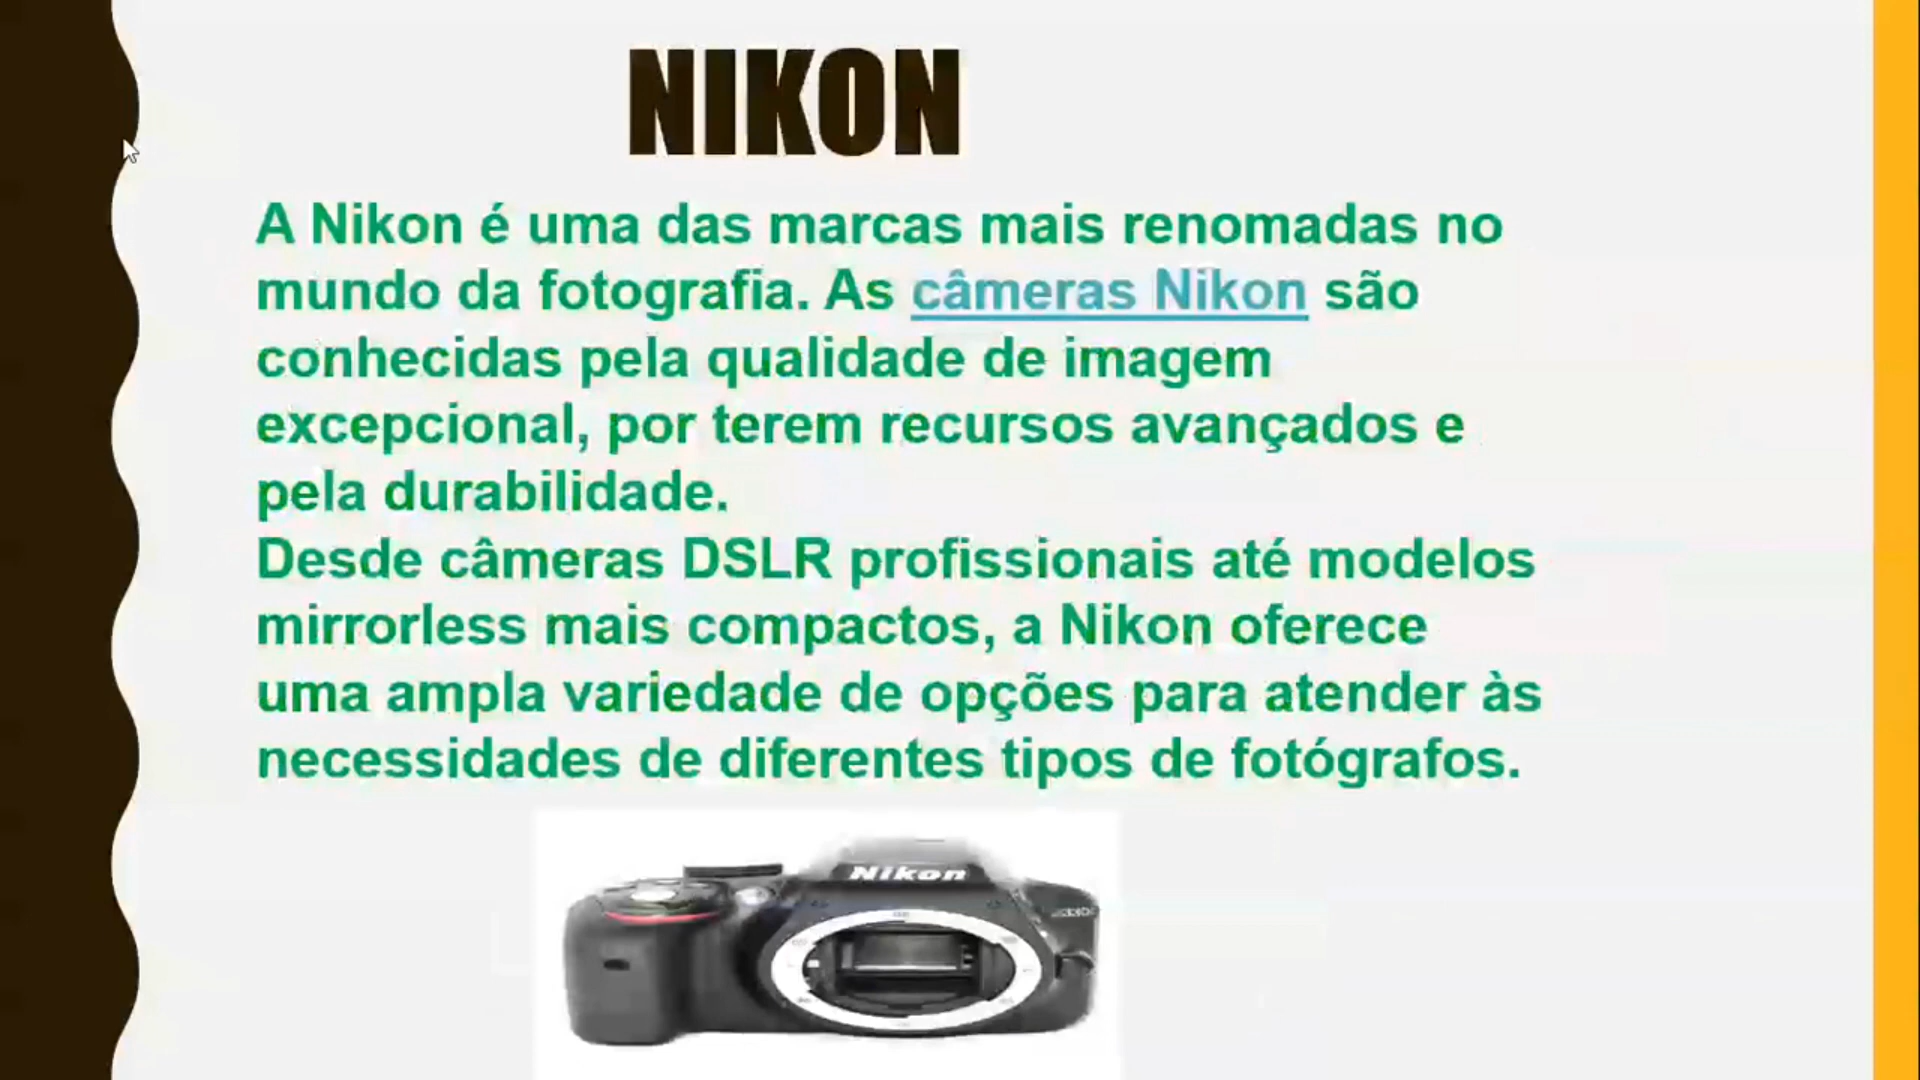 NIKON
A Nikon é uma das marcas mais renomadas no
mundo da fotografia. As câmeras Nikon são
conhecidas pela qualidade de imagem
excepcional, por terem recursos avançados e
pela durabilidade.
Desde câmeras DSLR profissionais até modelos
mirrorless mais compactos, a Nikon oferece
uma ampla variedade de opções para atender às
necessidades de diferentes tipos de fotógrafos.
Nikon